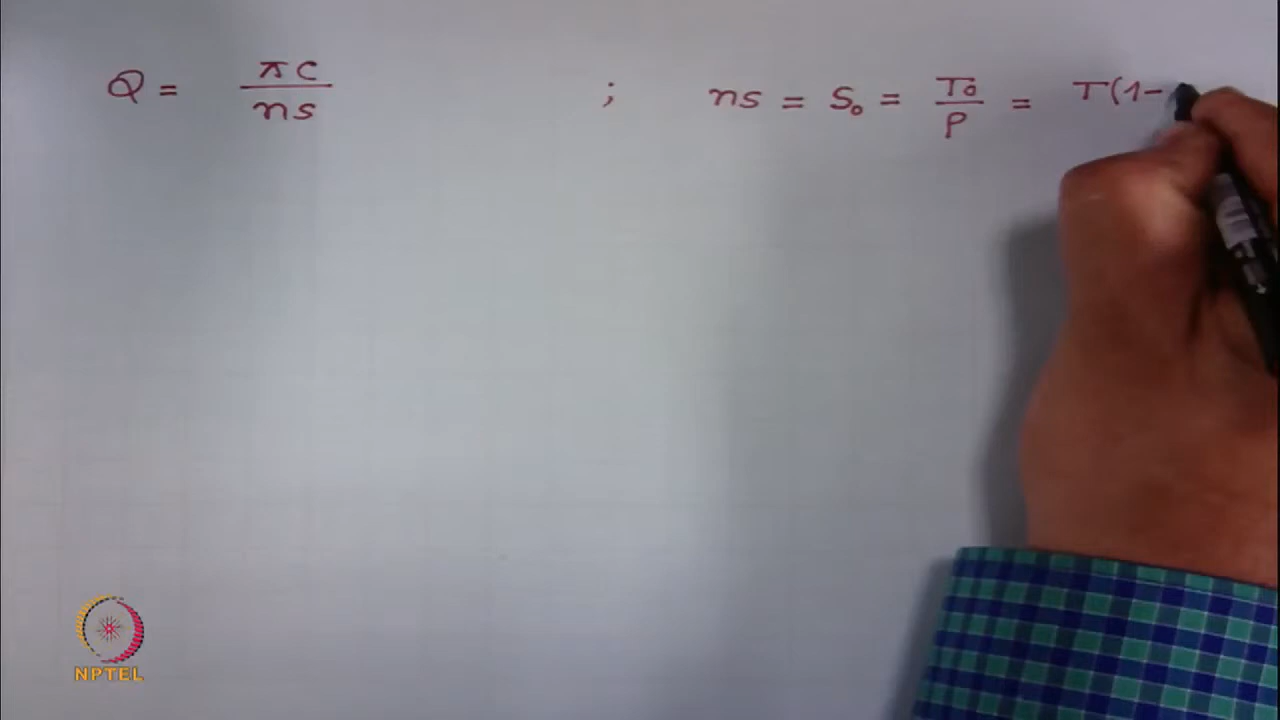 Q = πc / ns ; ns = S₀ = T₀ / P = T(1-
NPTEL